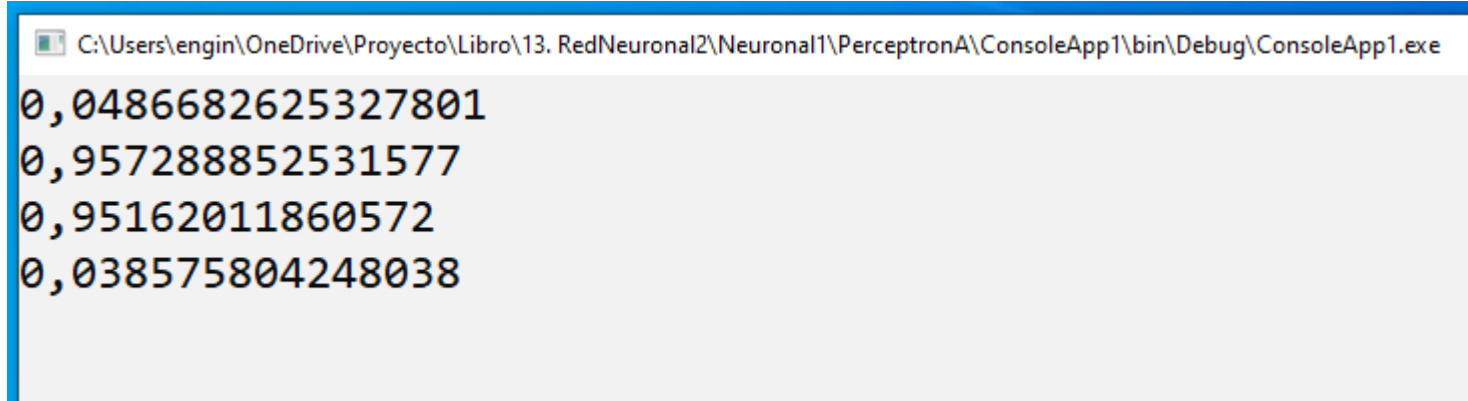 C:\Users\engin\OneDrive\Proyecto\Libro\13. RedNeuronal2\Neuronal1\PerceptronA\ConsoleApp1\bin\Debug\ConsoleApp1.exe
0,0486682625327801
0,957288852531577
0,95162011860572
0,038575804248038